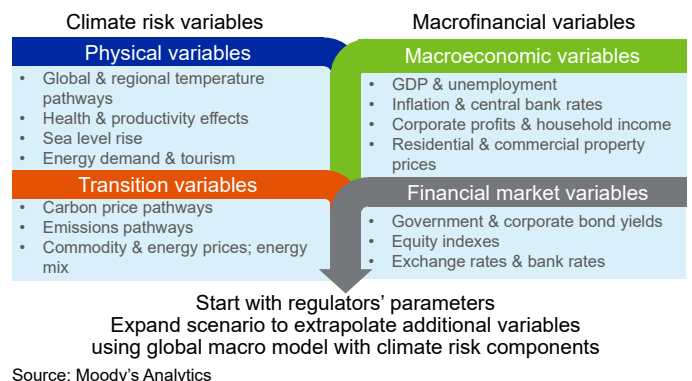 Climate risk variables
Physical variables
• Global & regional temperature
pathways
• Health & productivity effects
• Sea level rise
• Energy demand & tourism
Transition variables
• Carbon price pathways
• Emissions pathways
• Commodity & energy prices; energy
mix
Macrofinancial variables
Macroeconomic variables
• GDP & unemployment
• Inflation & central bank rates
• Corporate profits & household income
• Residential & commercial property
prices
Financial market variables
• Government & corporate bond yields
• Equity indexes
• Exchange rates & bank rates
Start with regulators’ parameters
Expand scenario to extrapolate additional variables
using global macro model with climate risk components
Source: Moody’s Analytics